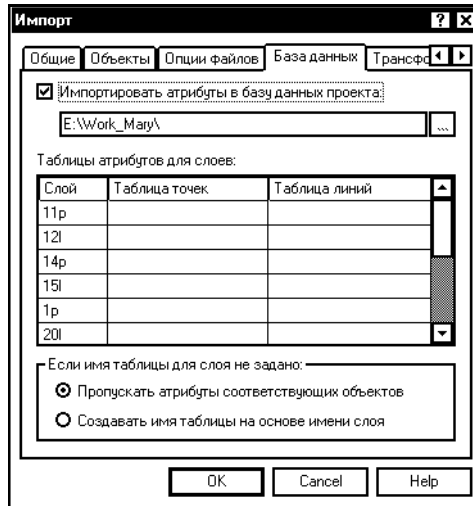 Импорт
Общие Объекты Опции файлов База данных Трансфо
Импортировать атрибуты в базу данных проекта:
E:\Work_Mary\ ...
Таблицы атрибутов для слоев:
Слой Таблица точек Таблица линий
11p
12l
14p
15l
1p
20l
Если имя таблицы для слоя не задано:
Пропускать атрибуты соответствующих объектов
Создавать имя таблицы на основе имени слоя
OK Cancel Help